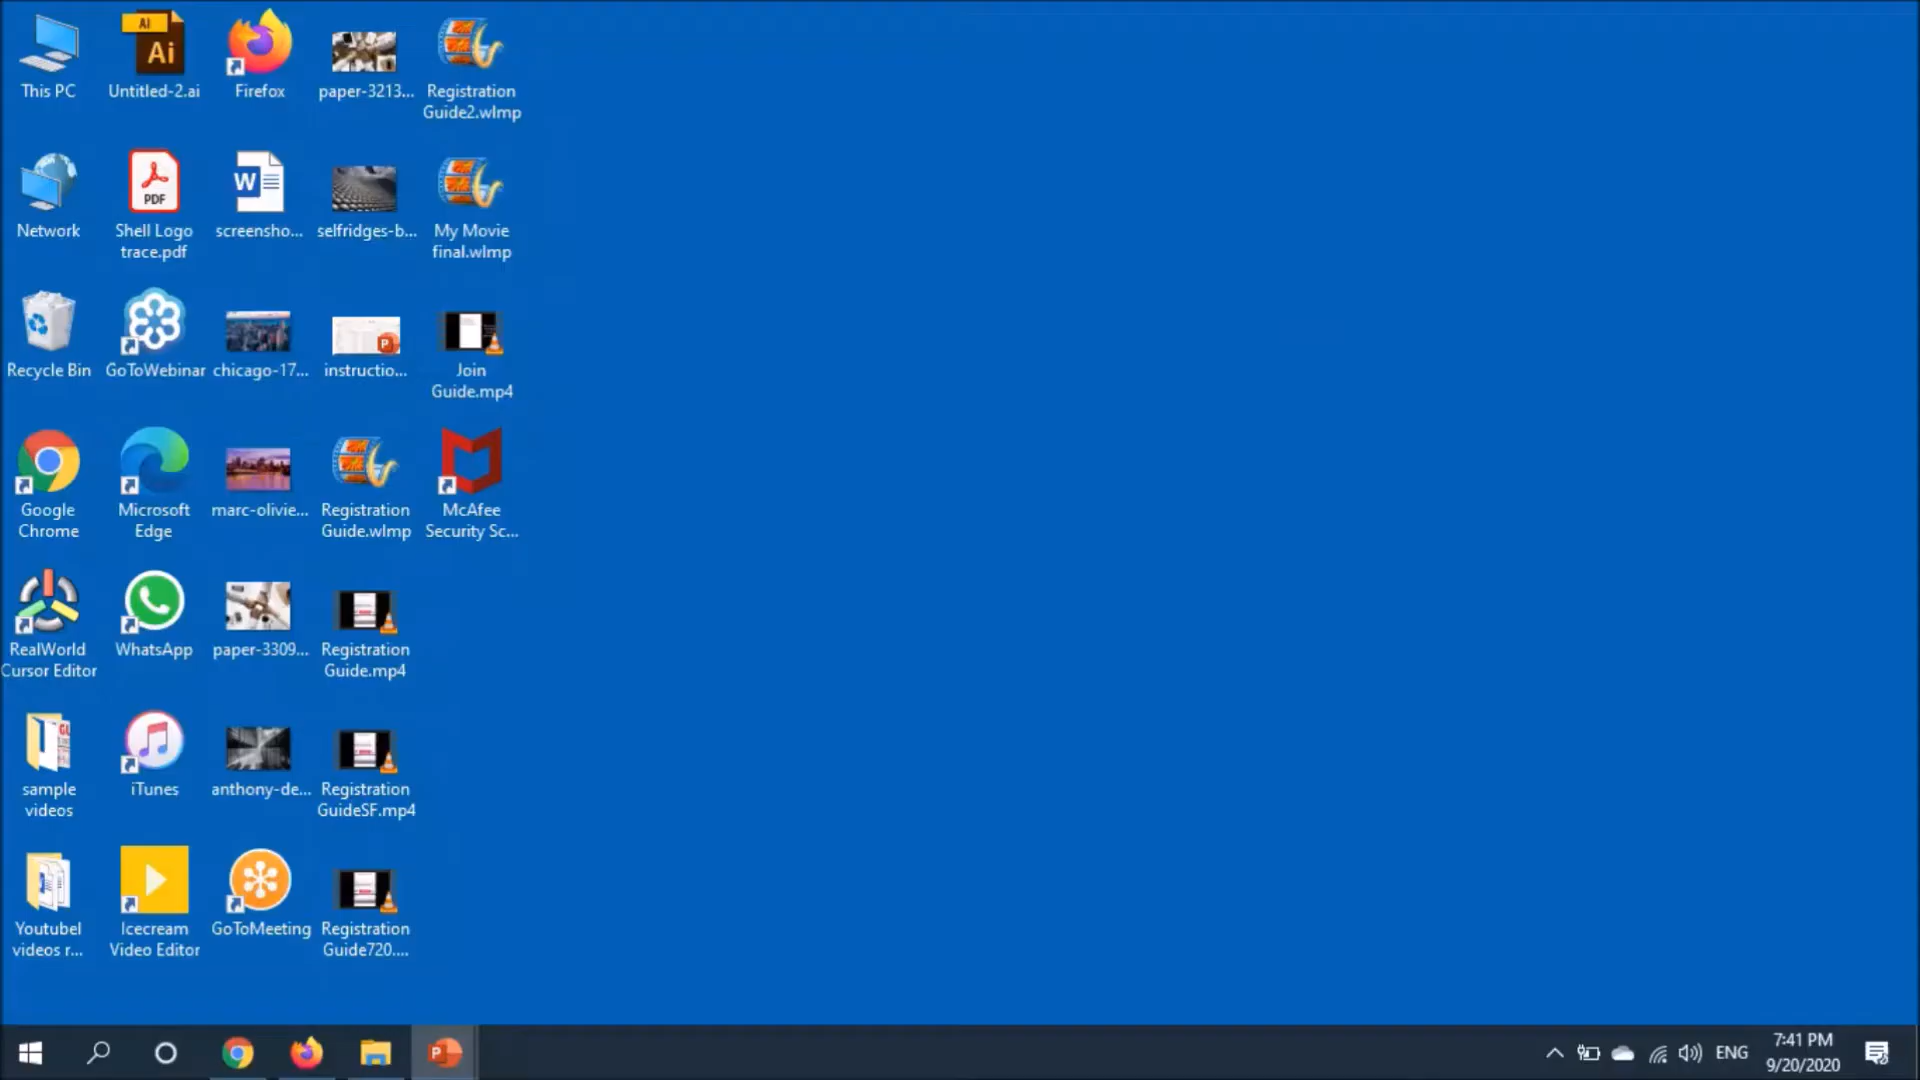 This PC
Untitled-2.ai
Firefox
paper-3213...
Registration
Guide2.wlmp
Network
Shell Logo
trace.pdf
screensho...
selfridges-b...
My Movie
final.wlmp
Recycle Bin
GoToWebinar
chicago-17...
instructio...
Join
Guide.mp4
Google
Chrome
Microsoft
Edge
marc-olivie...
Registration
Guide.wlmp
McAfee
Security Sc...
RealWorld
Cursor Editor
WhatsApp
paper-3309...
Registration
Guide.mp4
sample
videos
iTunes
anthony-de...
Registration
GuideSF.mp4
Youtubel
videos r...
Icecream
Video Editor
GoToMeeting
Registration
Guide720....
AI
Ai
PDF
W
P
P
ENG
7:41 PM
9/20/2020